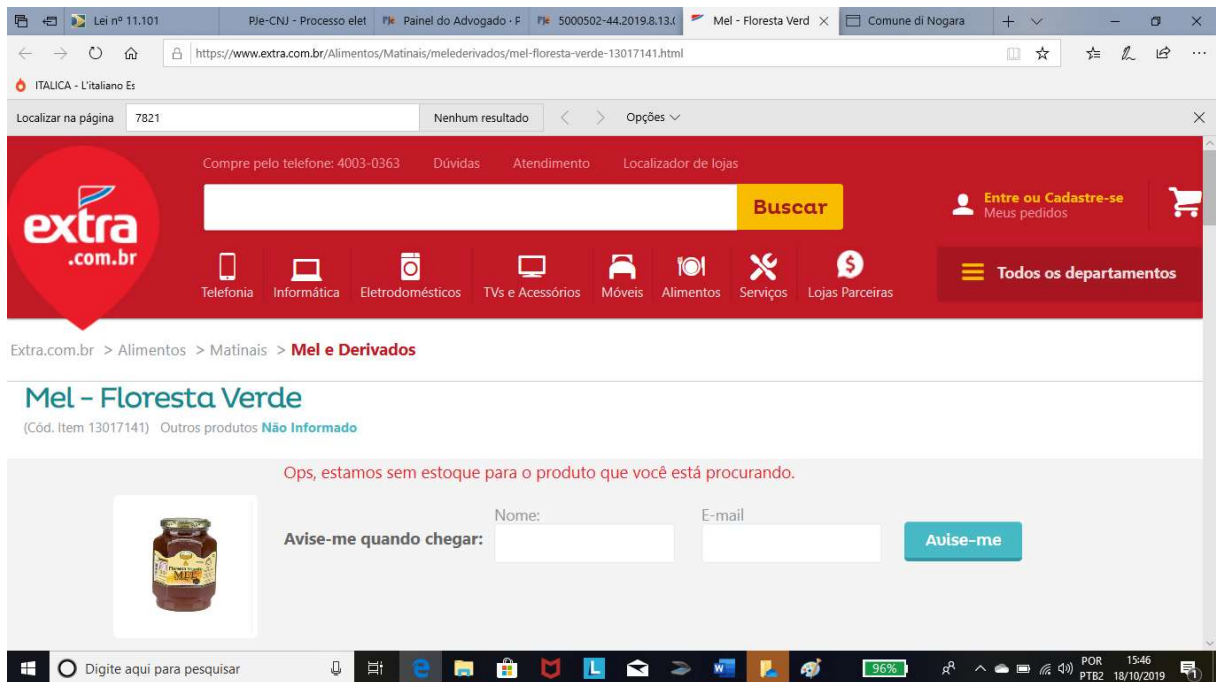 Lei nº 11.101 PJe-CNJ - Processo elet Painel do Advogado · F 5000502-44.2019.8.13.( Mel - Floresta Verd Comune di Nogara
https://www.extra.com.br/Alimentos/Matinais/melederivados/mel-floresta-verde-13017141.html
ITALICA - L'italiano Es
Localizar na página 7821 Nenhum resultado Opções
Compre pelo telefone: 4003-0363 Dúvidas Atendimento Localizador de lojas
extra
.com.br
Buscar
Entre ou Cadastre-se
Meus pedidos
Telefonia Informática Eletrodomésticos TVs e Acessórios Móveis Alimentos Serviços Lojas Parceiras
Todos os departamentos
Extra.com.br > Alimentos > Matinais > Mel e Derivados
Mel - Floresta Verde
(Cód. Item 13017141) Outros produtos Não Informado
Ops, estamos sem estoque para o produto que você está procurando.
Nome: E-mail
Avise-me quando chegar: Avise-me
MEL
Digite aqui para pesquisar 96% POR 15:46
PTB2 18/10/2019